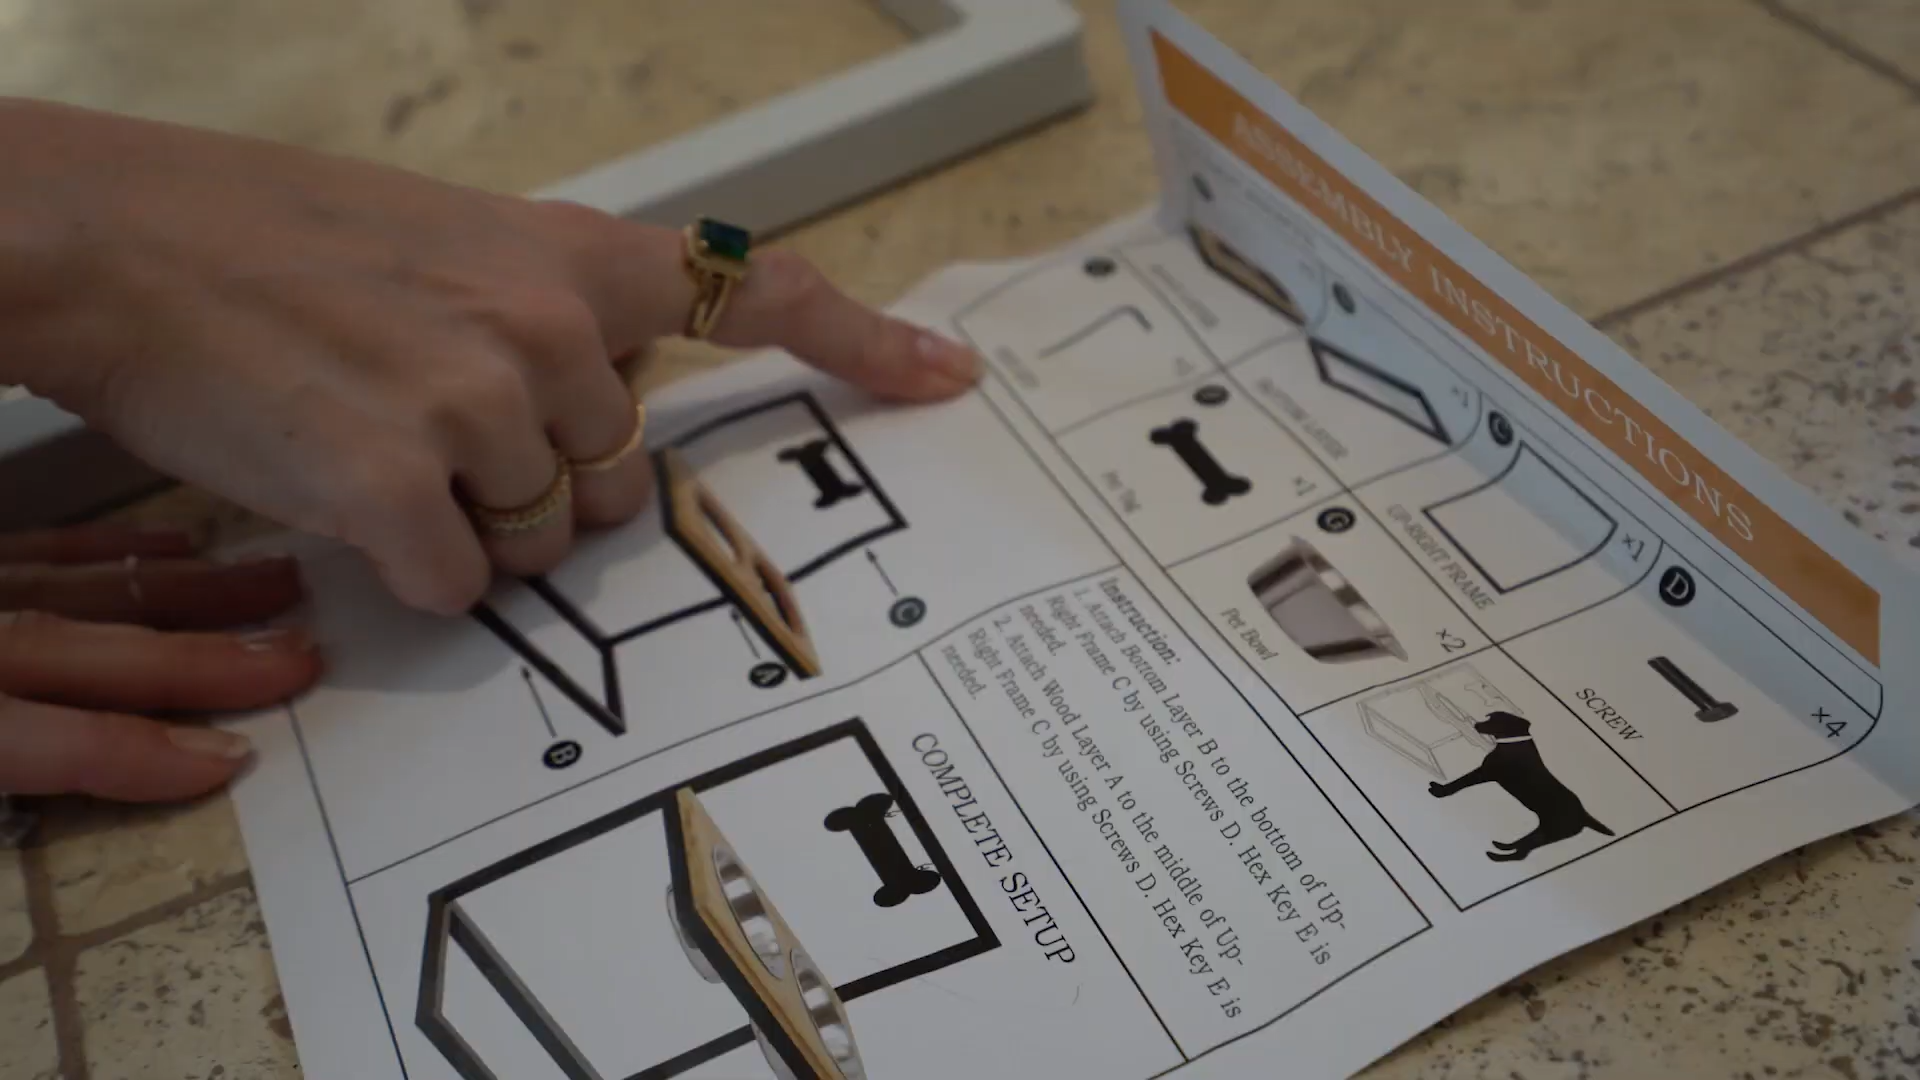 ASSEMBLY INSTRUCTIONS
×1
BOTTOM LAYER
×1
C
UP-RIGHT FRAME
×1
D
SCREW
×4
Pet Tag
×1
G
Pet Bowl
×2
Instruction:
1. Attach Bottom Layer B to the bottom of Up-
Right Frame C by using Screws D. Hex Key E is
needed.
2. Attach Wood Layer A to the middle of Up-
Right Frame C by using Screws D. Hex Key E is
needed.
C
A
B
COMPLETE SETUP